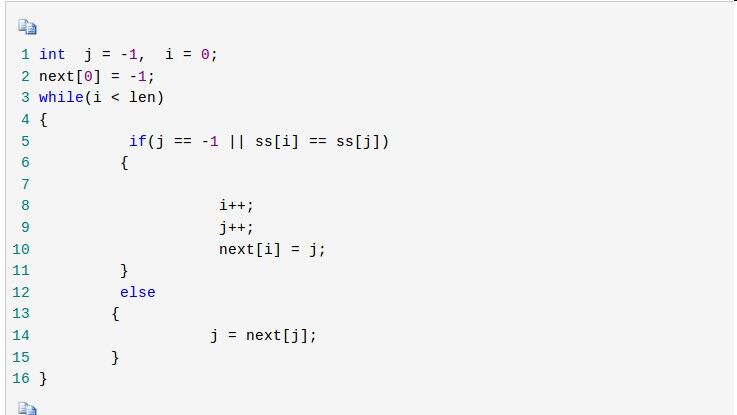 1 int  j = -1,  i = 0;
2 next[0] = -1;
3 while(i < len)
4 {
5           if(j == -1 || ss[i] == ss[j])
6          {
7
8                     i++;
9                     j++;
10                     next[i] = j;
11          }
12          else
13         {
14                    j = next[j];
15         }
16 }